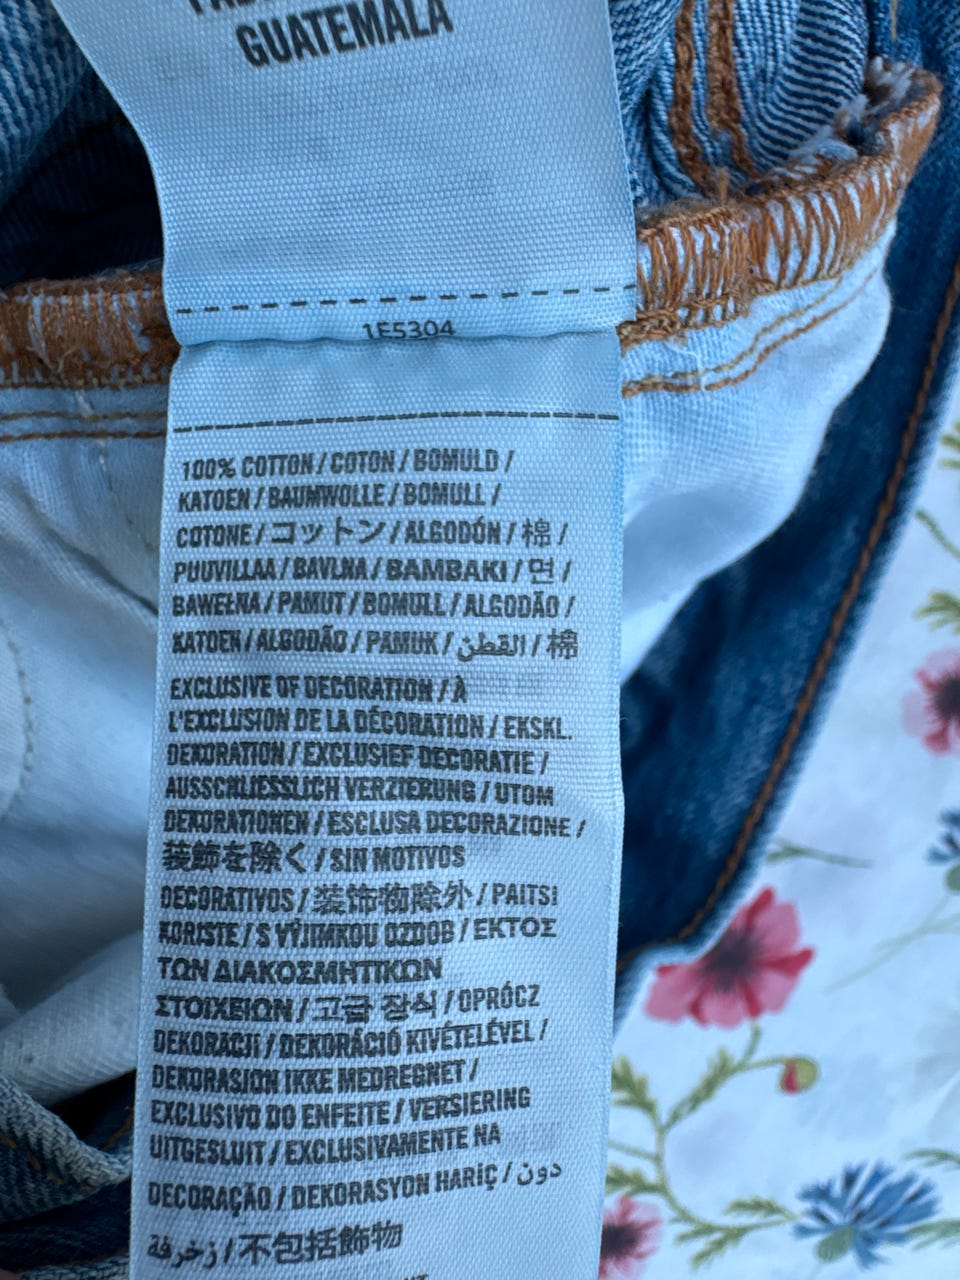 GUATEMALA
1E5304
100% COTTON / COTON / BOMULD /
KATOEN / BAUMWOLLE / BOMULL /
COTONE / コットン / ALGODÓN / 棉 /
PUUVILLAA / BAVLNA / BAMBAKI / 면 /
BAWEŁNA / PAMUT / BOMULL / ALGODÃO /
KATOEN / ALGODÃO / PAMUK / القطن / 棉
EXCLUSIVE OF DECORATION / À
L'EXCLUSION DE LA DÉCORATION / EKSKL.
DEKORATION / EXCLUSIEF DECORATIE /
AUSSCHLIESSLICH VERZIERUNG / UTOM
DEKORATIONEN / ESCLUSA DECORAZIONE /
装飾を除く / SIN MOTIVOS
DECORATIVOS / 装饰物除外 / PAITSI
KORISTE / S VÝJIMKOU OZDOB / ΕΚΤΟΣ
ΤΩΝ ΔΙΑΚΟΣΜΗΤΙΚΩΝ
ΣΤΟΙΧΕΙΩΝ / 고급 장식 / OPRÓCZ
DEKORACJI / DEKORÁCIÓ KIVÉTELÉVEL /
DEKORASJON IKKE MEDREGNET /
EXCLUSIVO DO ENFEITE / VERSIERING
UITGESLUIT / EXCLUSIVAMENTE NA
DECORAÇÃO / DEKORASYON HARIÇ / دون
زخرفة / 不包括飾物